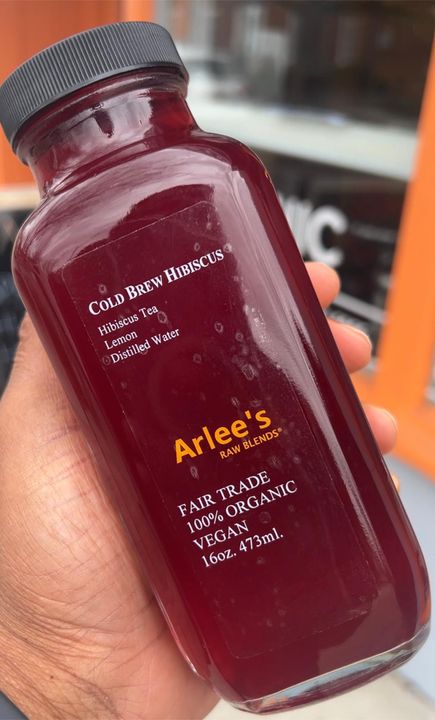 COLD BREW HIBISCUS
Hibiscus Tea
Lemon
Distilled Water
Arlee's
RAW BLENDS®
FAIR TRADE
100% ORGANIC
VEGAN
16oz. 473ml.